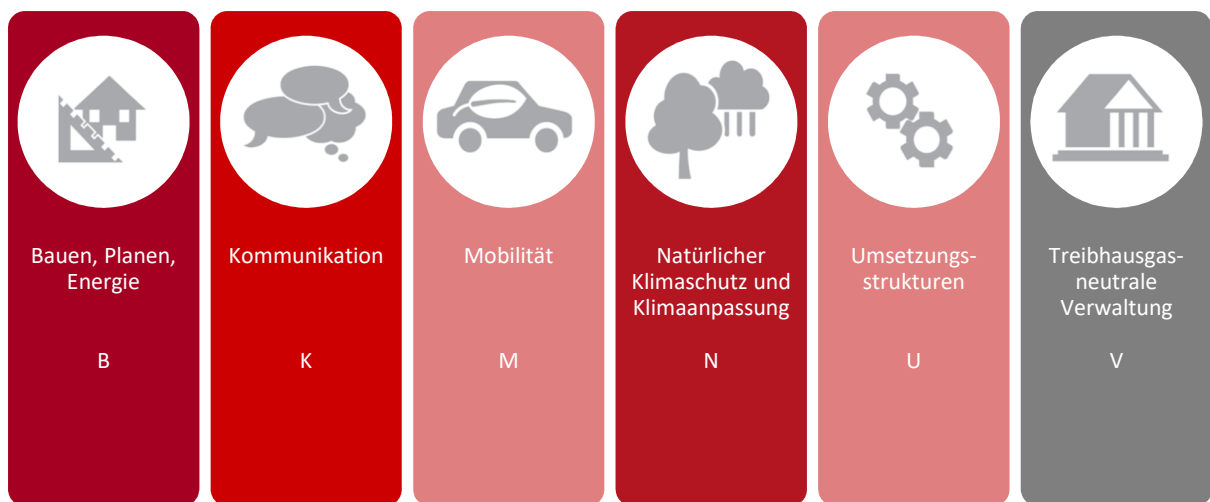 Bauen, Planen,
Energie
B
Kommunikation
K
Mobilität
M
Natürlicher
Klimaschutz und
Klimaanpassung
N
Umsetzungs-
strukturen
U
Treibhausgas-
neutrale
Verwaltung
V